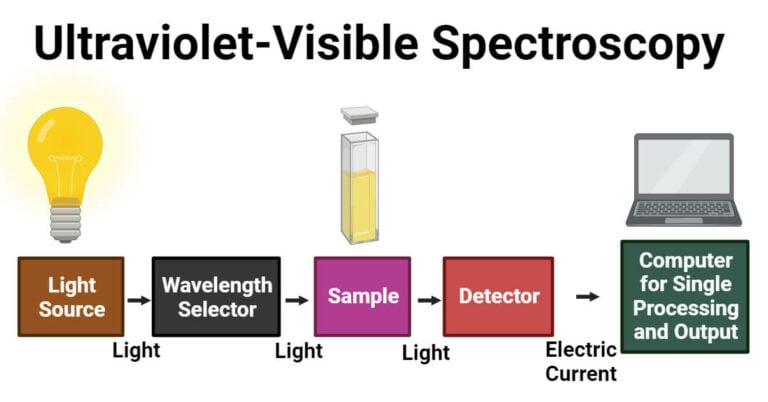 Ultraviolet-Visible Spectroscopy
Light
Source
Wavelength
Selector
Sample
Detector
Computer
for Single
Processing
and Output
Light
Light
Light
Electric
Current